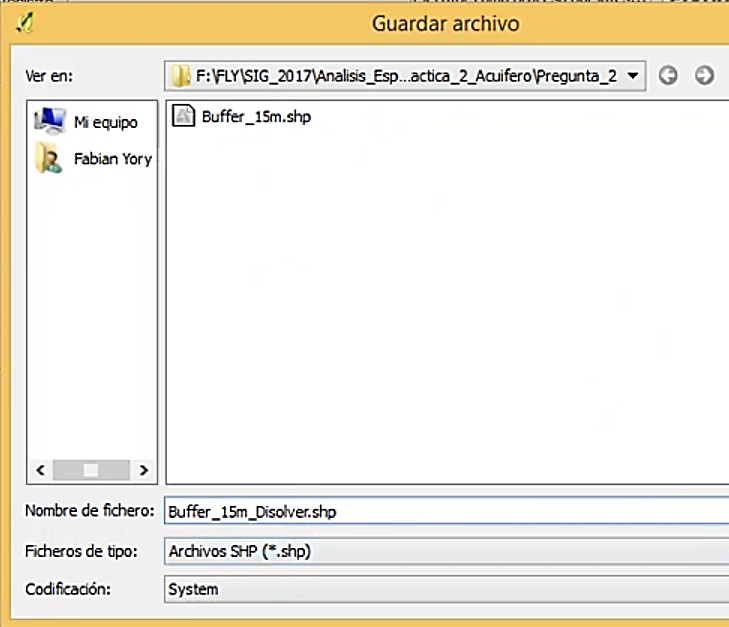 Guardar archivo
Ver en: F:\FLY\SIG_2017\Analisis_Esp...actica_2_Acuifero\Pregunta_2
Mi equipo
Fabian Yory
Buffer_15m.shp
Nombre de fichero: Buffer_15m_Disolver.shp
Ficheros de tipo: Archivos SHP (*.shp)
Codificación: System